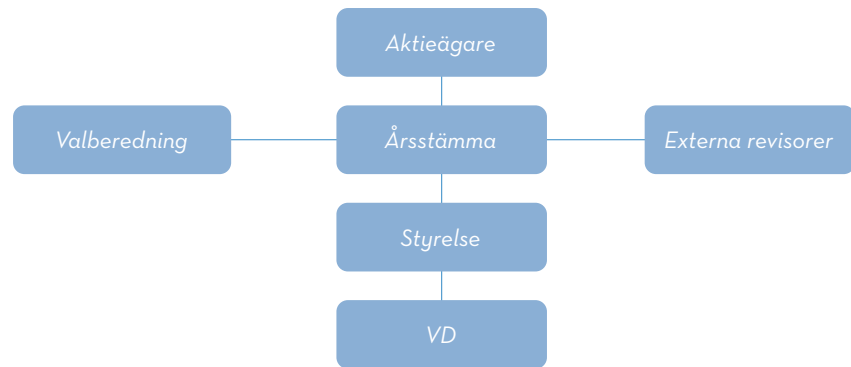 Aktieägare
Valberedning
Årsstämma
Externa revisorer
Styrelse
VD